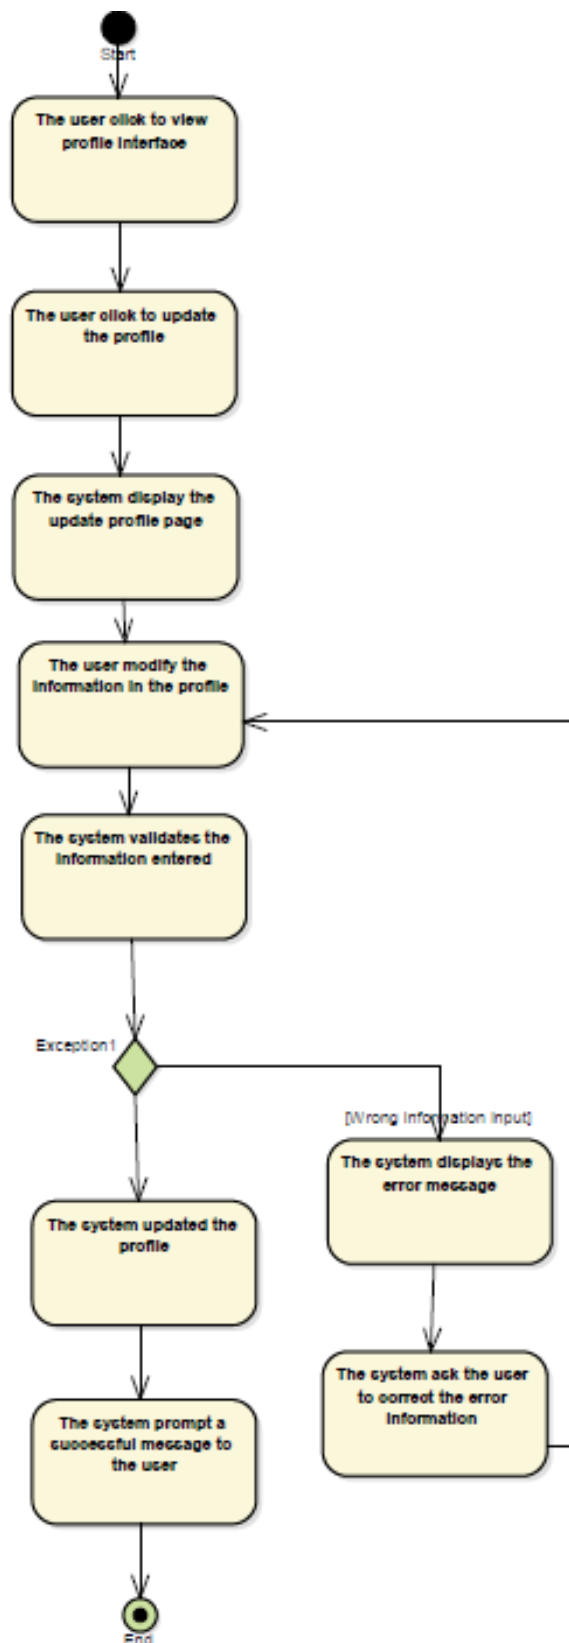 Start
The user click to view
profile interface
The user click to update
the profile
The system display the
update profile page
The user modify the
information in the profile
The system validates the
information entered
Exception1
[Wrong Information Input]
The system displays the
error message
The system updated the
profile
The system ask the user
to correct the error
information
The system prompt a
successful message to
the user
End